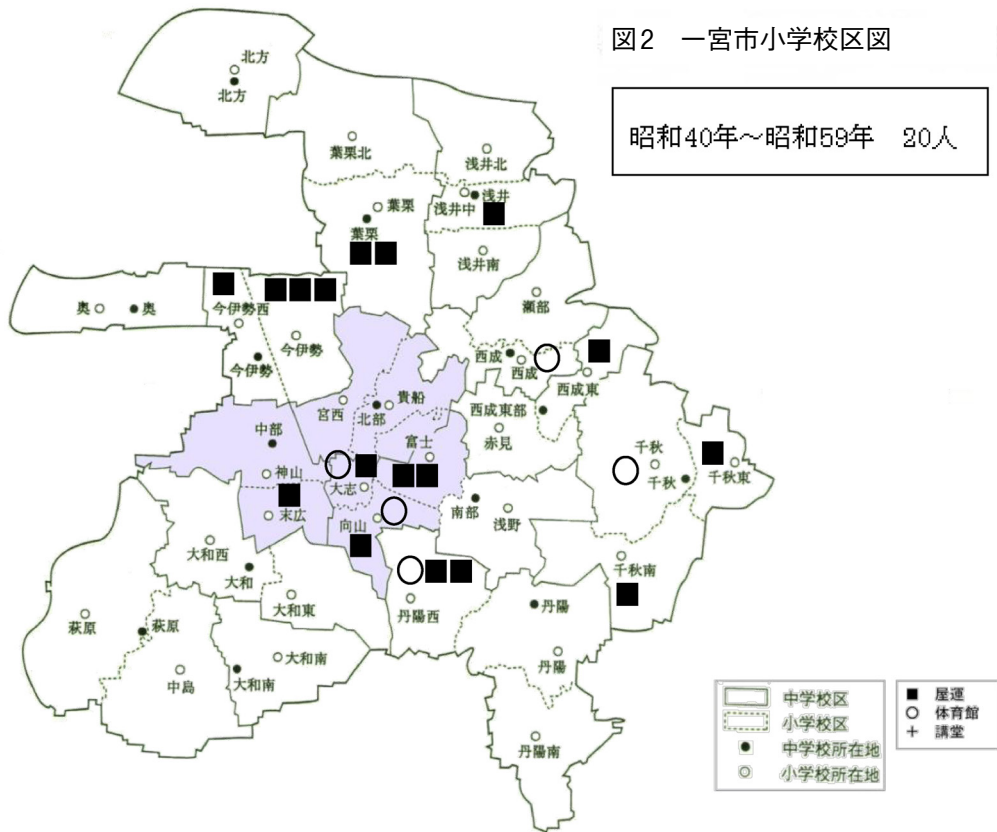 図2 一宮市小学校区図
昭和40年～昭和59年 20人
北方
北方
葉栗北
浅井北
葉栗
葉栗
浅井中
浅井
浅井南
奥
奥
今伊勢西
今伊勢
今伊勢
瀬部
西成
西成
西成東
西成東部
赤見
宮西
北部
貴船
中部
富士
神山
大志
末広
向山
南部
浅野
千秋
千秋
千秋東
千秋南
大和西
大和
大和東
丹陽西
丹陽
丹陽
萩原
萩原
中島
大和南
大和南
丹陽南
中学校区
小学校区
中学校所在地
小学校所在地
■ 屋運
○ 体育館
＋ 講堂